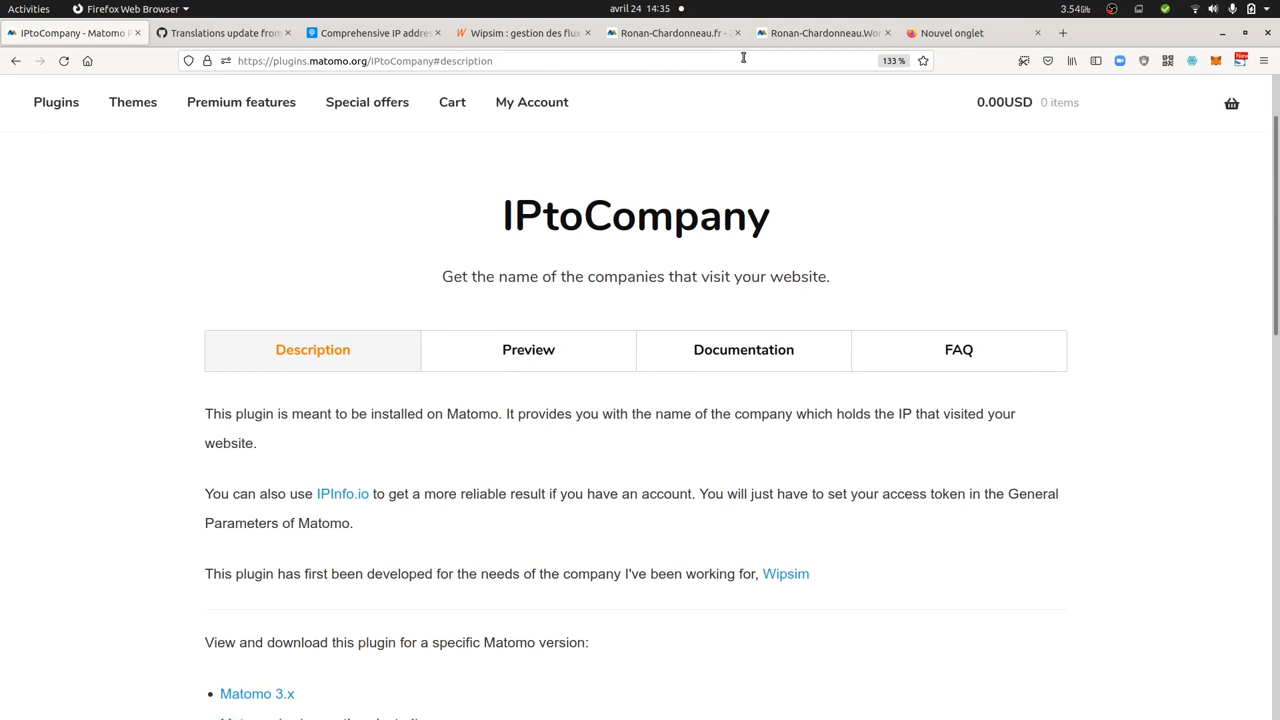 Activities
Firefox Web Browser
avril 24 14:35
IPtoCompany - Matomo P
Translations update from
Comprehensive IP addres
Wipsim : gestion des flux
Ronan-Chardonneau.fr - 2
Ronan-Chardonneau.Wor
Nouvel onglet
https://plugins.matomo.org/IPtoCompany#description
133 %
New
Plugins
Themes
Premium features
Special offers
Cart
My Account
0.00USD 0 items
IPtoCompany
Get the name of the companies that visit your website.
Description
Preview
Documentation
FAQ
This plugin is meant to be installed on Matomo. It provides you with the name of the company which holds the IP that visited your
website.
You can also use IPInfo.io to get a more reliable result if you have an account. You will just have to set your access token in the General
Parameters of Matomo.
This plugin has first been developed for the needs of the company I've been working for, Wipsim
View and download this plugin for a specific Matomo version:
Matomo 3.x